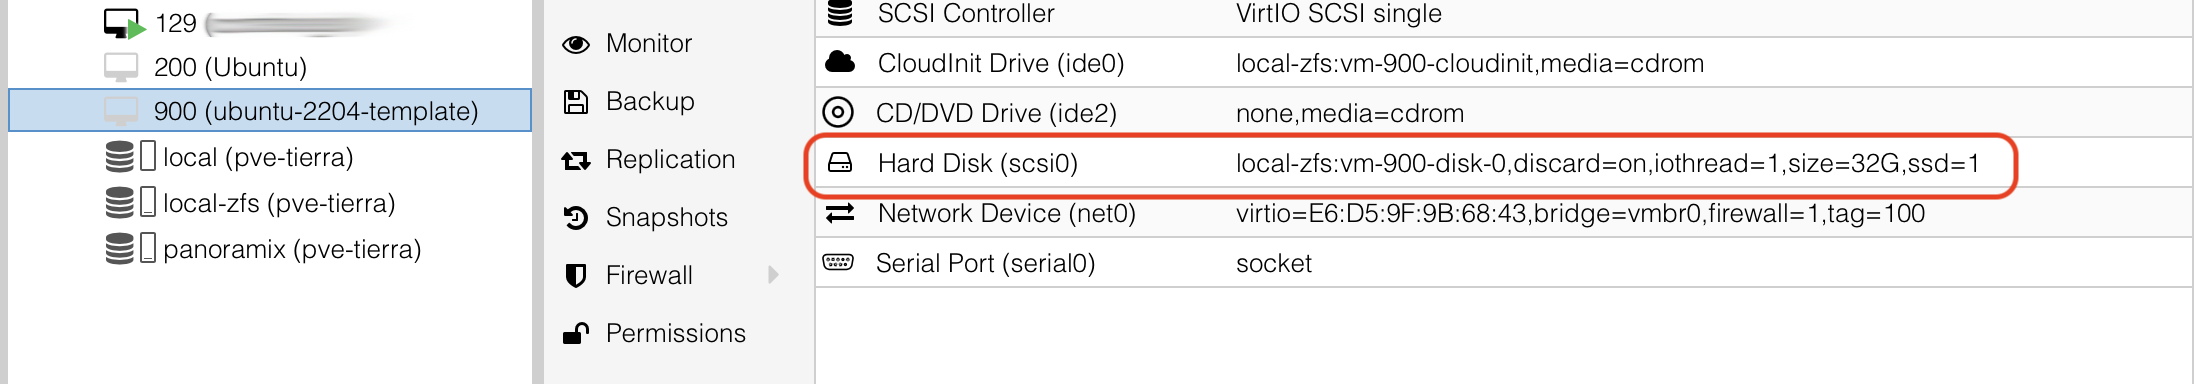 129
200 (Ubuntu)
900 (ubuntu-2204-template)
local (pve-tierra)
local-zfs (pve-tierra)
panoramix (pve-tierra)
Monitor
Backup
Replication
Snapshots
Firewall
Permissions
SCSI Controller VirtIO SCSI single
CloudInit Drive (ide0) local-zfs:vm-900-cloudinit,media=cdrom
CD/DVD Drive (ide2) none,media=cdrom
Hard Disk (scsi0) local-zfs:vm-900-disk-0,discard=on,iothread=1,size=32G,ssd=1
Network Device (net0) virtio=E6:D5:9F:9B:68:43,bridge=vmbr0,firewall=1,tag=100
Serial Port (serial0) socket